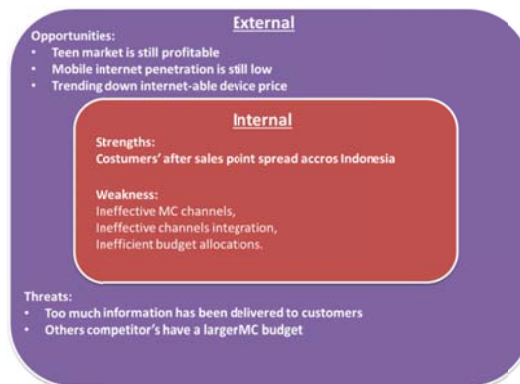 External
Opportunities:
• Teen market is still profitable
• Mobile internet penetration is still low
• Trending down internet-able device price
Internal
Strengths:
Costumers' after sales point spread accros Indonesia
Weakness:
Ineffective MC channels,
Ineffective channels integration,
Inefficient budget allocations.
Threats:
• Too much information has been delivered to customers
• Others competitor's have a largerMC budget